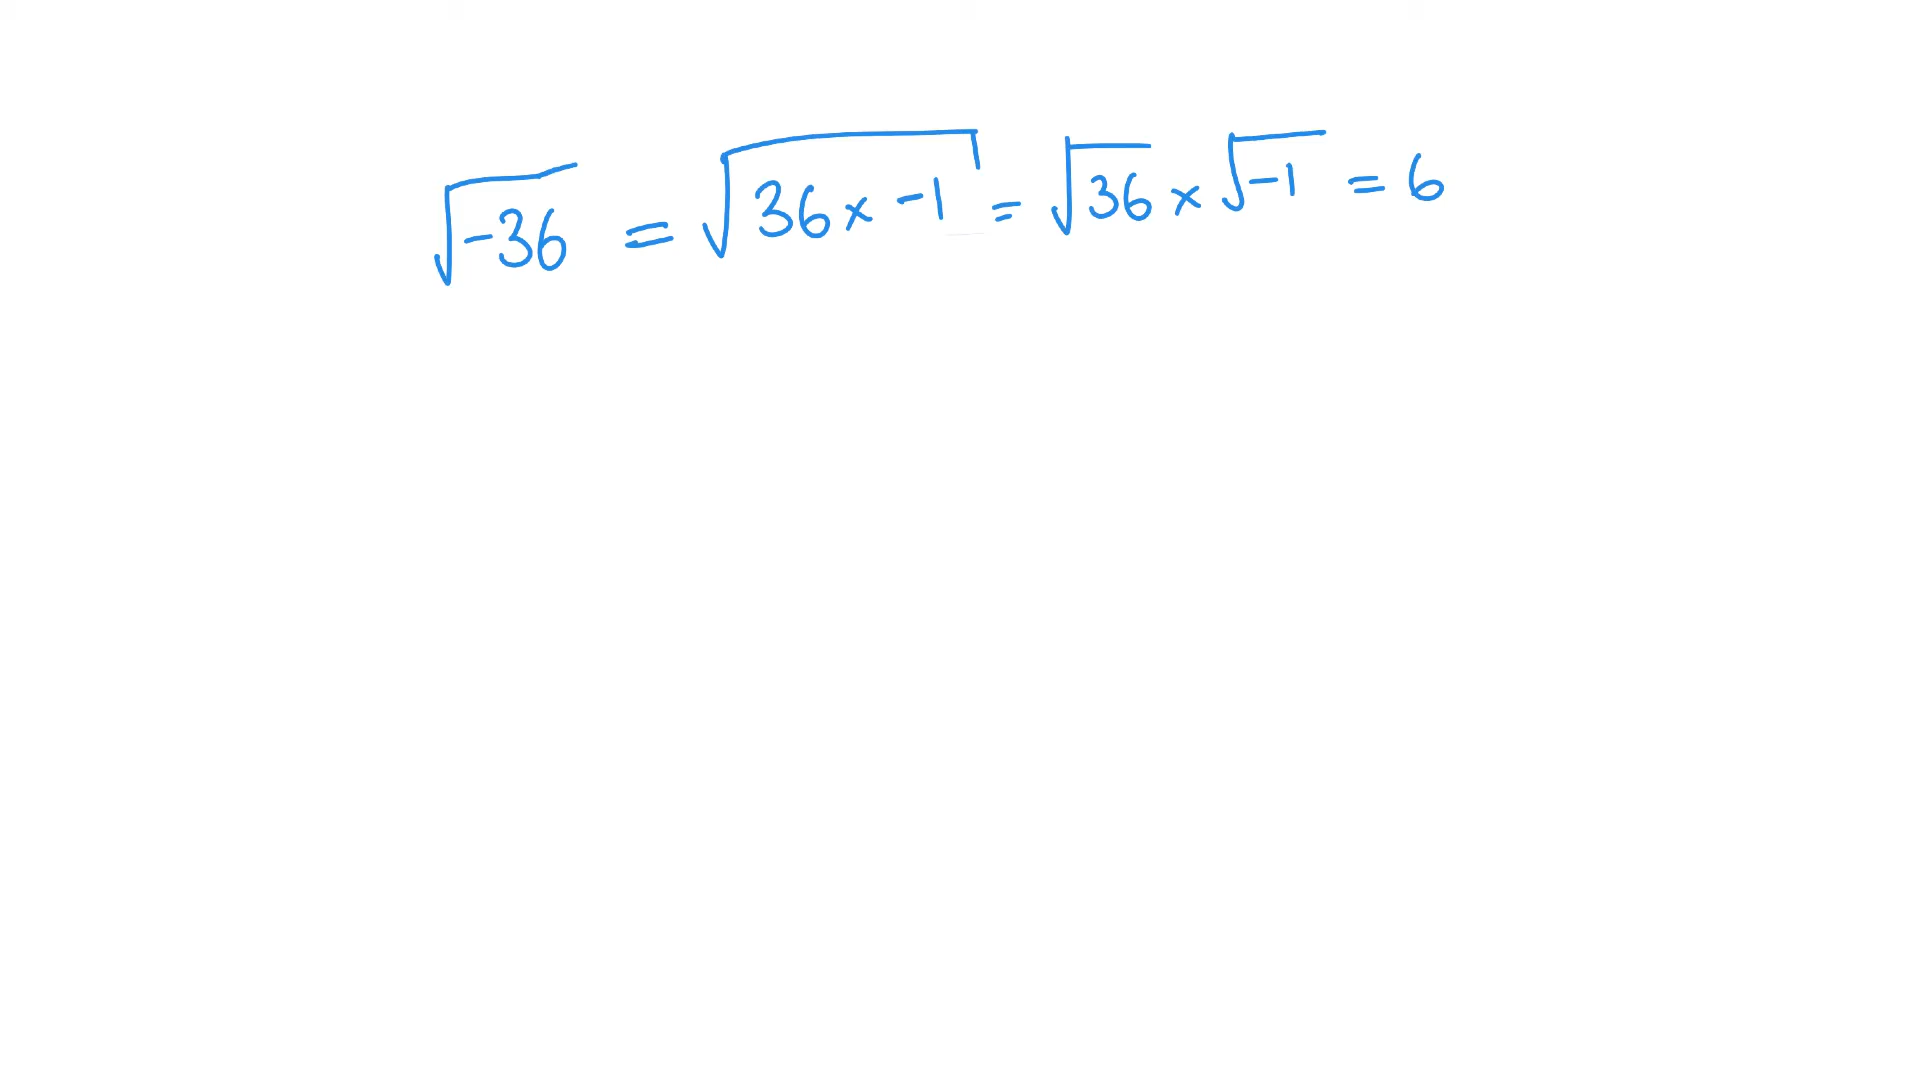 √-36 = √36 x -1 = √36 x √-1 = 6